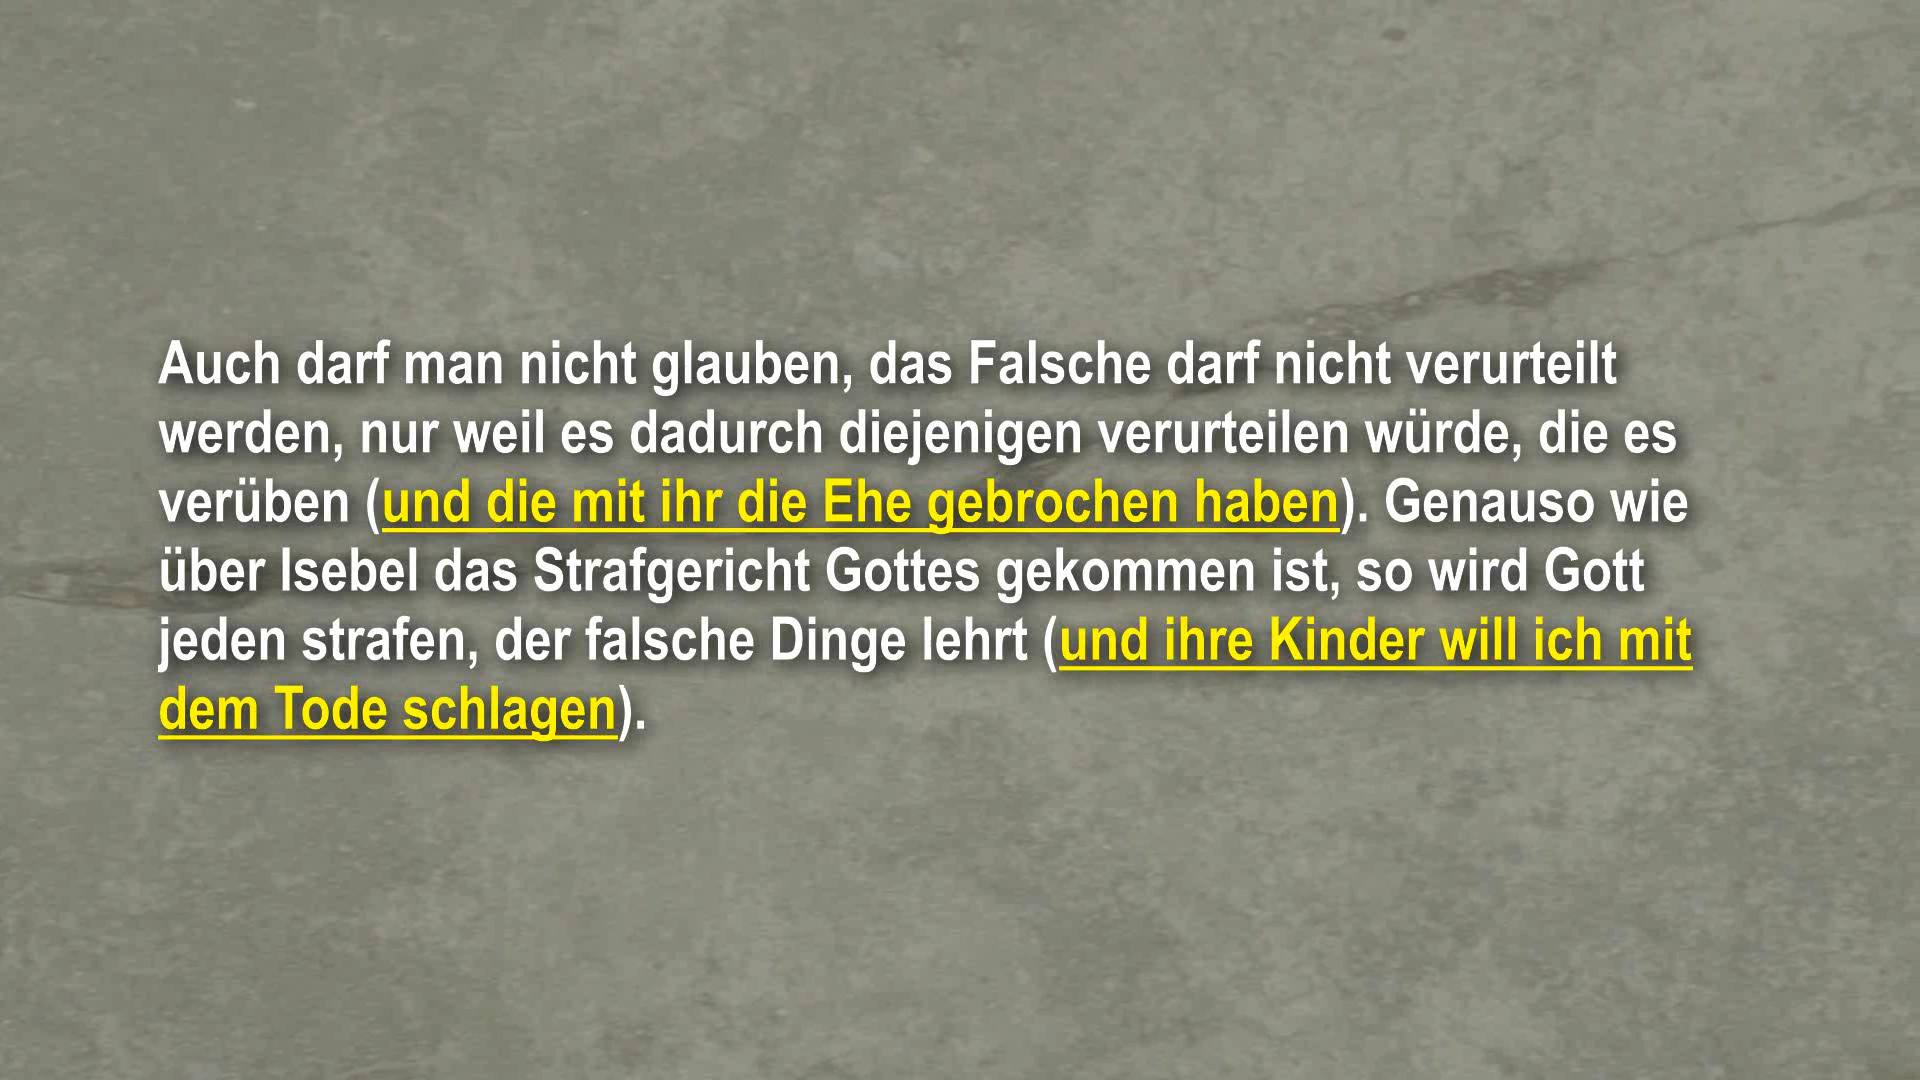 Auch darf man nicht glauben, das Falsche darf nicht verurteilt
werden, nur weil es dadurch diejenigen verurteilen würde, die es
verüben (und die mit ihr die Ehe gebrochen haben). Genauso wie
über Isebel das Strafgericht Gottes gekommen ist, so wird Gott
jeden strafen, der falsche Dinge lehrt (und ihre Kinder will ich mit
dem Tode schlagen).